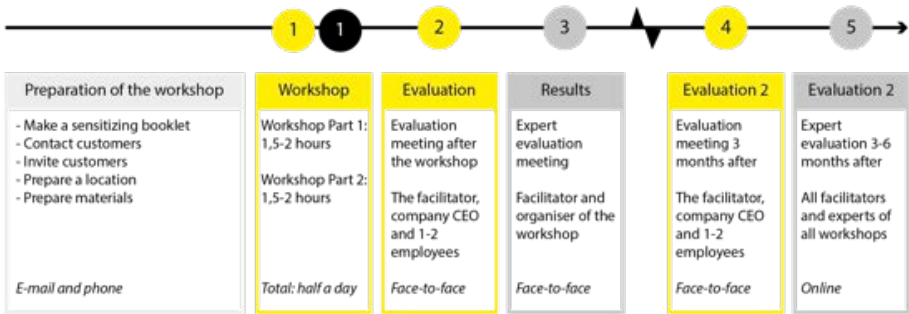 1
1
2
3
4
5
Preparation of the workshop
- Make a sensitizing booklet
- Contact customers
- Invite customers
- Prepare a location
- Prepare materials
E-mail and phone
Workshop
Workshop Part 1:
1,5-2 hours
Workshop Part 2:
1,5-2 hours
Total: half a day
Evaluation
Evaluation
meeting after
the workshop
The facilitator,
company CEO
and 1-2
employees
Face-to-face
Results
Expert
evaluation
meeting
Facilitator and
organiser of the
workshop
Face-to-face
Evaluation 2
Evaluation
meeting 3
months after
The facilitator,
company CEO
and 1-2
employees
Face-to-face
Evaluation 2
Expert
evaluation 3-6
months after
All facilitators
and experts of
all workshops
Online